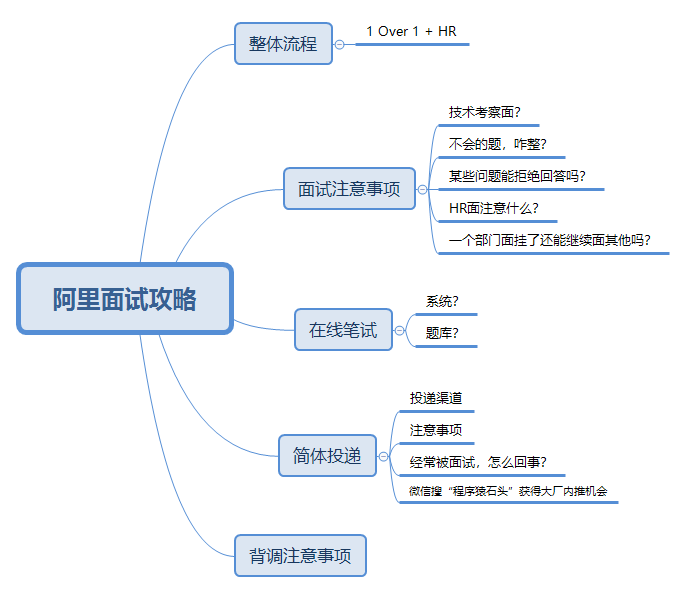 阿里面试攻略
整体流程
1 Over 1 + HR
面试注意事项
技术考察面?
不会的题，咋整?
某些问题能拒绝回答吗?
HR面注意什么?
一个部门面挂了还能继续面其他吗?
在线笔试
系统?
题库?
简体投递
投递渠道
注意事项
经常被面试，怎么回事?
微信搜“程序猿石头”获得大厂内推机会
背调注意事项